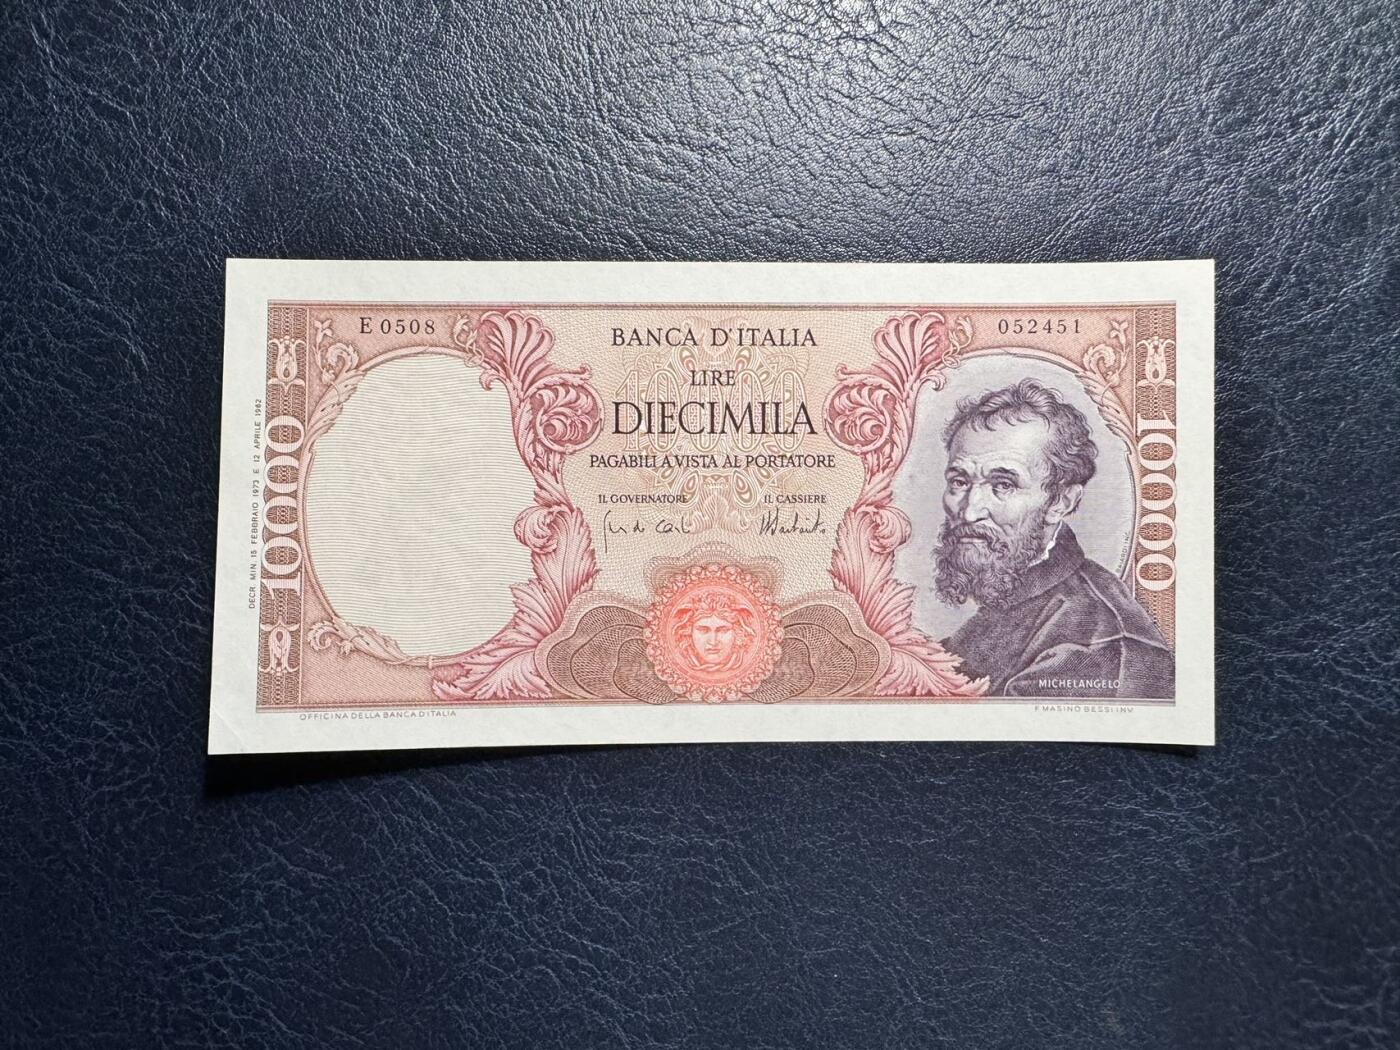 E 0508
052451
BANCA D'ITALIA
LIRE
10000
DIECIMILA
PAGABILI A VISTA AL PORTATORE
IL GOVERNATORE
IL CASSIERE
10000
10000
DECR. MIN. 15 FEBBRAIO 1973 E 12 APRILE 1962
MICHELANGELO
OFFICINA DELLA BANCA D'ITALIA
F. MASINO BESSI INV.